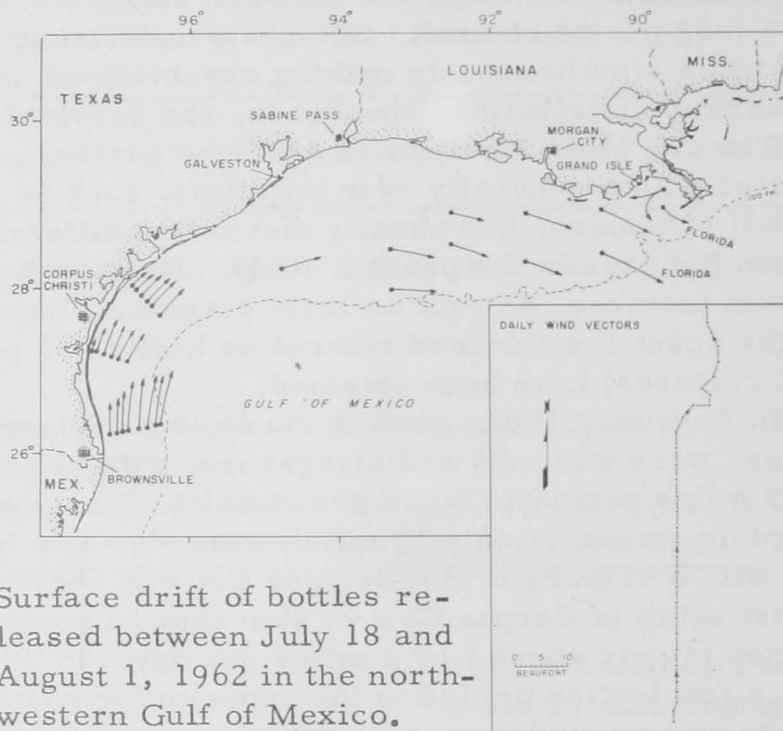 96°
94°
92°
90°
LOUISIANA
MISS.
TEXAS
SABINE PASS
30°
MORGAN
CITY
GALVESTON
GRAND ISLE
FLORIDA
CORPUS
CHRISTI
28°
FLORIDA
DAILY WIND VECTORS
GULF OF MEXICO
26°
MEX.
BROWNSVILLE
0 5 10
BEAUFORT
Surface drift of bottles re-
leased between July 18 and
August 1, 1962 in the north-
western Gulf of Mexico.